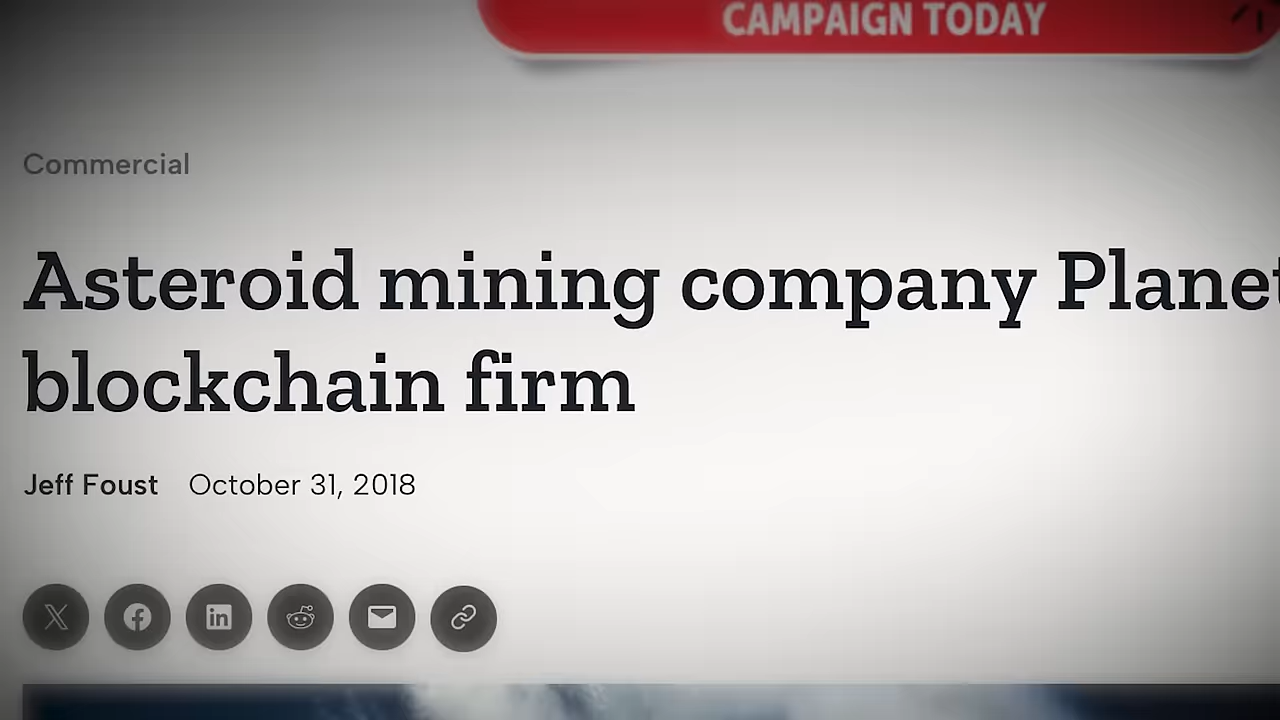 CAMPAIGN TODAY
Commercial
Asteroid mining company Planet
blockchain firm
Jeff Foust October 31, 2018